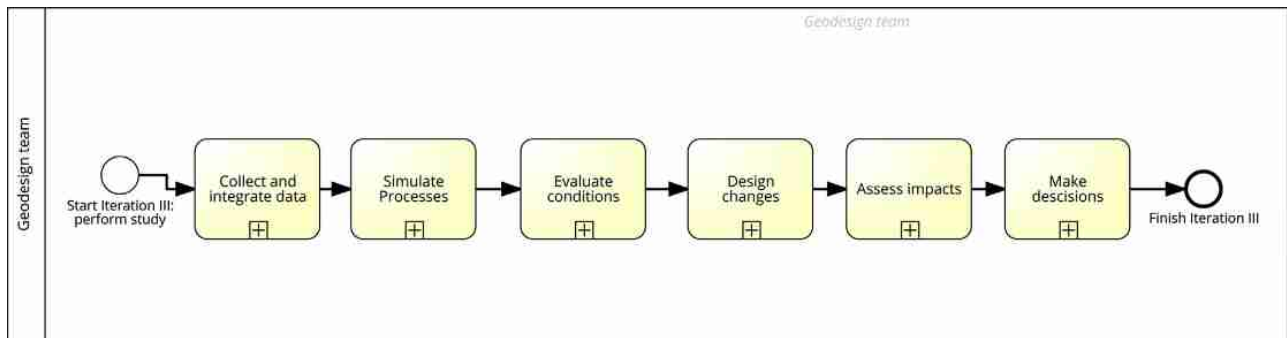 Geodesign team
Geodesign team
Start Iteration III:
perform study
Collect and
integrate data
Simulate
Processes
Evaluate
conditions
Design
changes
Assess impacts
Make
descisions
Finish Iteration III